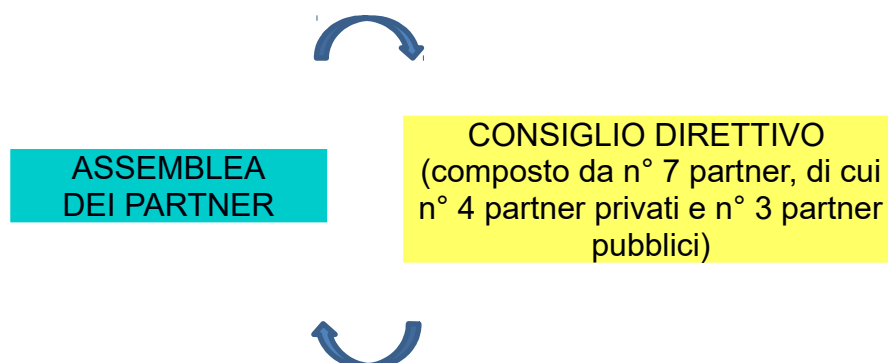 ASSEMBLEA
DEI PARTNER
CONSIGLIO DIRETTIVO
(composto da n° 7 partner, di cui
n° 4 partner privati e n° 3 partner
pubblici)